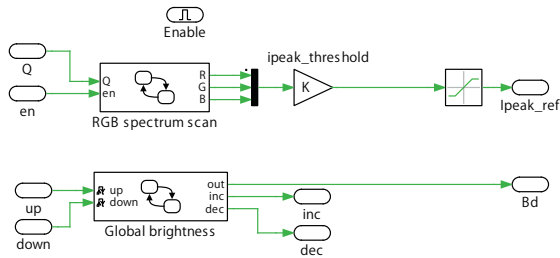 Enable
Q
en
Q
en
R
G
B
RGB spectrum scan
ipeak_threshold
K
Ipeak_ref
up
down
up
down
out
inc
dec
Global brightness
inc
dec
Bd